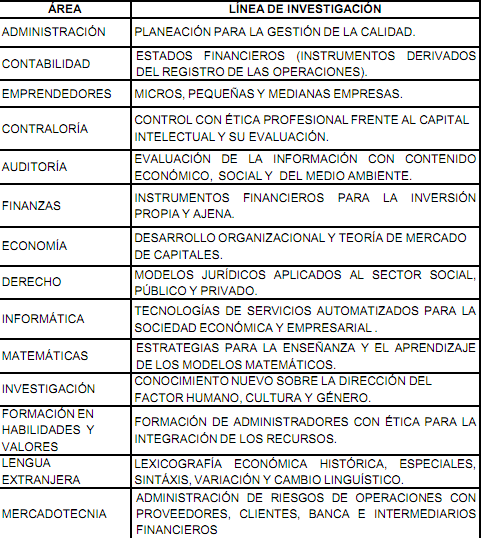 ÁREA LÍNEA DE INVESTIGACIÓN
ADMINISTRACIÓN PLANEACIÓN PARA LA GESTIÓN DE LA CALIDAD.
CONTABILIDAD ESTADOS FINANCIEROS (INSTRUMENTOS DERIVADOS
DEL REGISTRO DE LAS OPERACIONES).
EMPRENDEDORES MICROS, PEQUEÑAS Y MEDIANAS EMPRESAS.
CONTRALORÍA CONTROL CON ÉTICA PROFESIONAL FRENTE AL CAPITAL
INTELECTUAL Y SU EVALUACIÓN.
AUDITORÍA EVALUACIÓN DE LA INFORMACIÓN CON CONTENIDO
ECONÓMICO, SOCIAL Y DEL MEDIO AMBIENTE.
FINANZAS INSTRUMENTOS FINANCIEROS PARA LA INVERSIÓN
PROPIA Y AJENA.
ECONOMÍA DESARROLLO ORGANIZACIONAL Y TEORÍA DE MERCADO
DE CAPITALES.
DERECHO MODELOS JURÍDICOS APLICADOS AL SECTOR SOCIAL,
PÚBLICO Y PRIVADO.
INFORMÁTICA TECNOLOGÍAS DE SERVICIOS AUTOMATIZADOS PARA LA
SOCIEDAD ECONÓMICA Y EMPRESARIAL .
MATEMÁTICAS ESTRATEGIAS PARA LA ENSEÑANZA Y EL APRENDIZAJE
DE LOS MODELOS MATEMÁTICOS.
INVESTIGACIÓN CONOCIMIENTO NUEVO SOBRE LA DIRECCIÓN DEL
FACTOR HUMANO, CULTURA Y GÉNERO.
FORMACIÓN EN
HABILIDADES Y
VALORES
FORMACIÓN DE ADMINISTRADORES CON ÉTICA PARA LA
INTEGRACIÓN DE LOS RECURSOS.
LENGUA
EXTRANJERA
LEXICOGRAFÍA ECONÓMICA HISTÓRICA, ESPECIALES,
SINTÁXIS, VARIACIÓN Y CAMBIO LINGUÍSTICO.
MERCADOTECNIA ADMINISTRACIÓN DE RIESGOS DE OPERACIONES CON
PROVEEDORES, CLIENTES, BANCA E INTERMEDIARIOS
FINANCIEROS